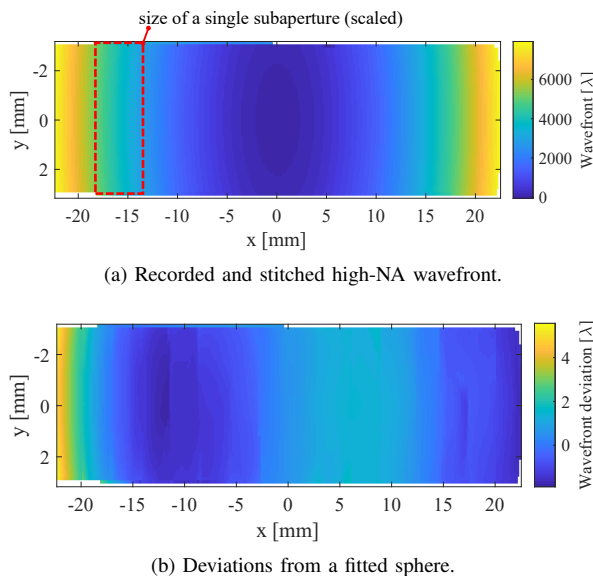 size of a single subaperture (scaled)
-2
0
2
y [mm]
-20 -15 -10 -5 0 5 10 15 20
x [mm]
6000
4000
2000
0
Wavefront [λ]
(a) Recorded and stitched high-NA wavefront.
-2
0
2
y [mm]
-20 -15 -10 -5 0 5 10 15 20
x [mm]
4
2
0
Wavefront deviation [λ]
(b) Deviations from a fitted sphere.